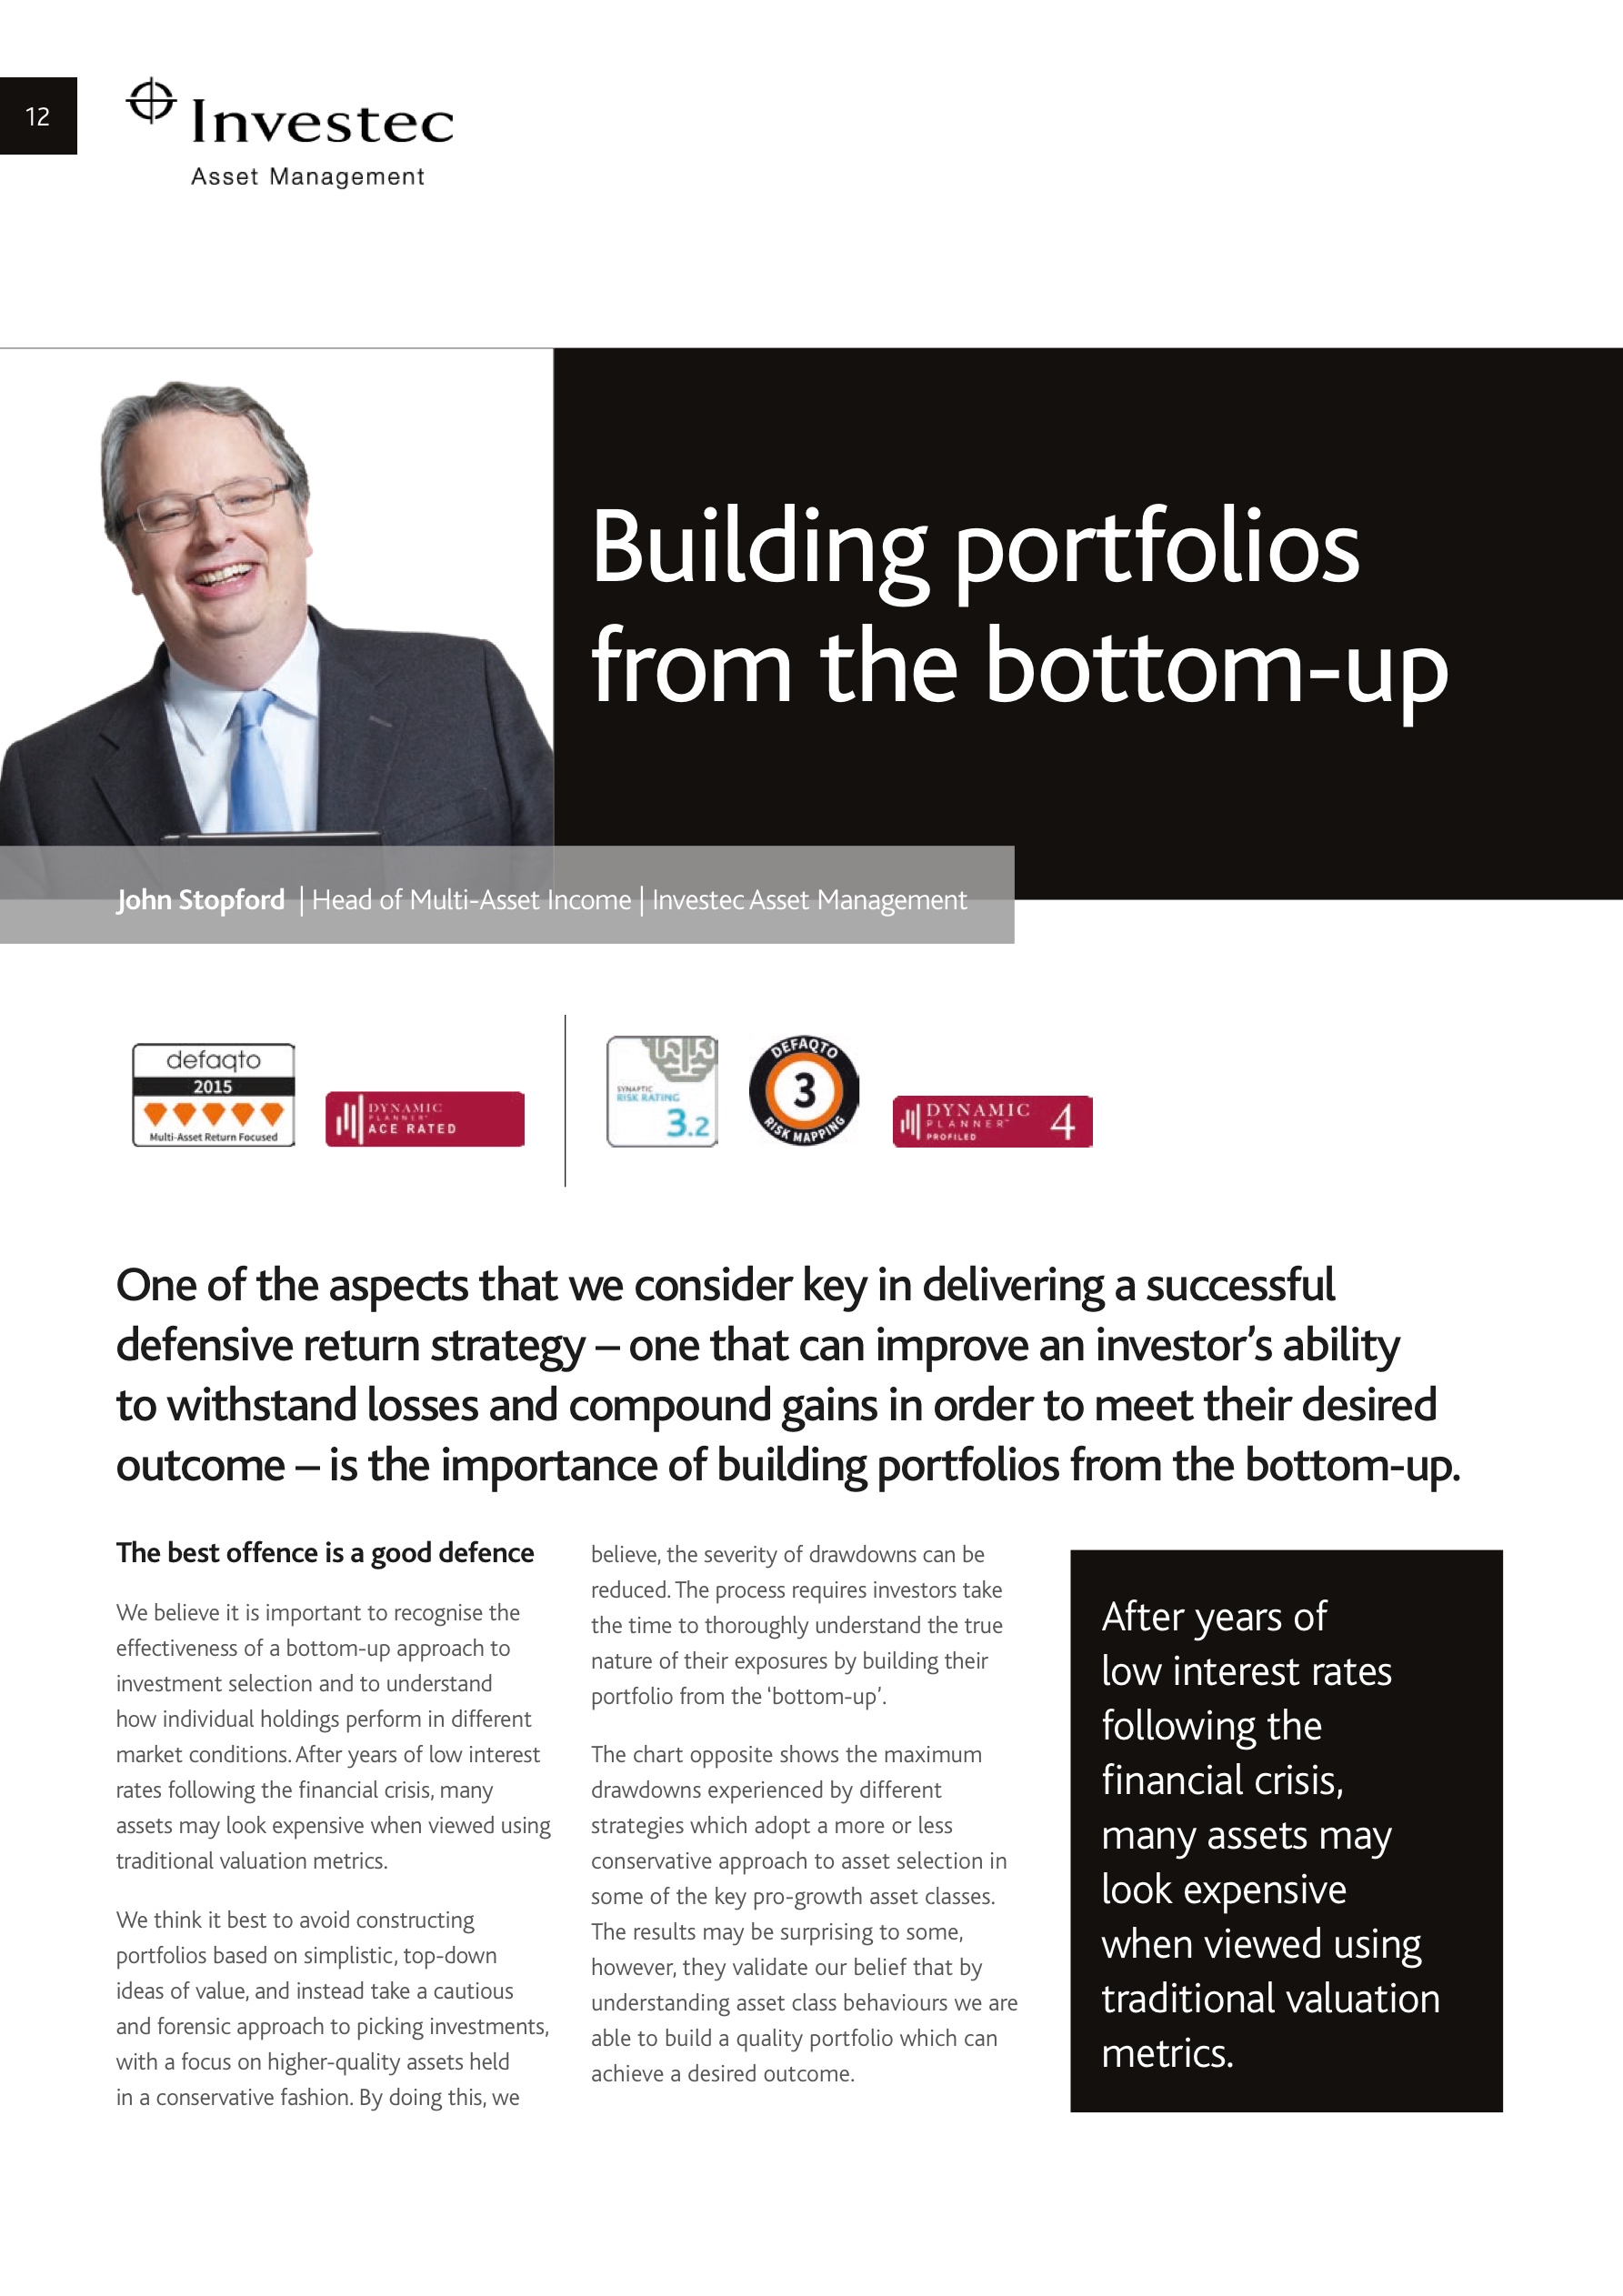 12
Investec
Asset Management
Building portfolios
from the bottom-up
John Stopford | Head of Multi-Asset Income | Investec Asset Management
defaqto
2015
Multi-Asset Return Focused
DYNAMIC
PLANNER™
ACE RATED
SYNAPTIC
RISK RATING
3.2
DEFAQTO
3
RISK MAPPING
DYNAMIC
PLANNER™
PROFILED
4
One of the aspects that we consider key in delivering a successful
defensive return strategy – one that can improve an investor’s ability
to withstand losses and compound gains in order to meet their desired
outcome – is the importance of building portfolios from the bottom-up.
The best offence is a good defence
We believe it is important to recognise the
effectiveness of a bottom-up approach to
investment selection and to understand
how individual holdings perform in different
market conditions. After years of low interest
rates following the financial crisis, many
assets may look expensive when viewed using
traditional valuation metrics.
We think it best to avoid constructing
portfolios based on simplistic, top-down
ideas of value, and instead take a cautious
and forensic approach to picking investments,
with a focus on higher-quality assets held
in a conservative fashion. By doing this, we
believe, the severity of drawdowns can be
reduced. The process requires investors take
the time to thoroughly understand the true
nature of their exposures by building their
portfolio from the ‘bottom-up’.
The chart opposite shows the maximum
drawdowns experienced by different
strategies which adopt a more or less
conservative approach to asset selection in
some of the key pro-growth asset classes.
The results may be surprising to some,
however, they validate our belief that by
understanding asset class behaviours we are
able to build a quality portfolio which can
achieve a desired outcome.
After years of
low interest rates
following the
financial crisis,
many assets may
look expensive
when viewed using
traditional valuation
metrics.